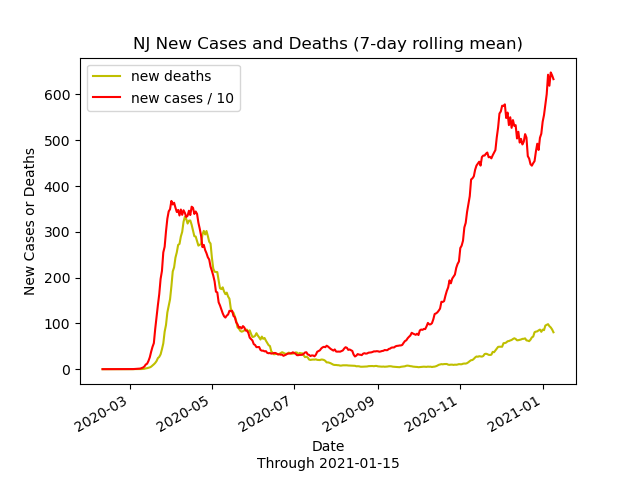 NJ New Cases and Deaths (7-day rolling mean)
new deaths
new cases / 10
New Cases or Deaths
600
500
400
300
200
100
0
2020-03
2020-05
2020-07
2020-09
2020-11
2021-01
Date
Through 2021-01-15